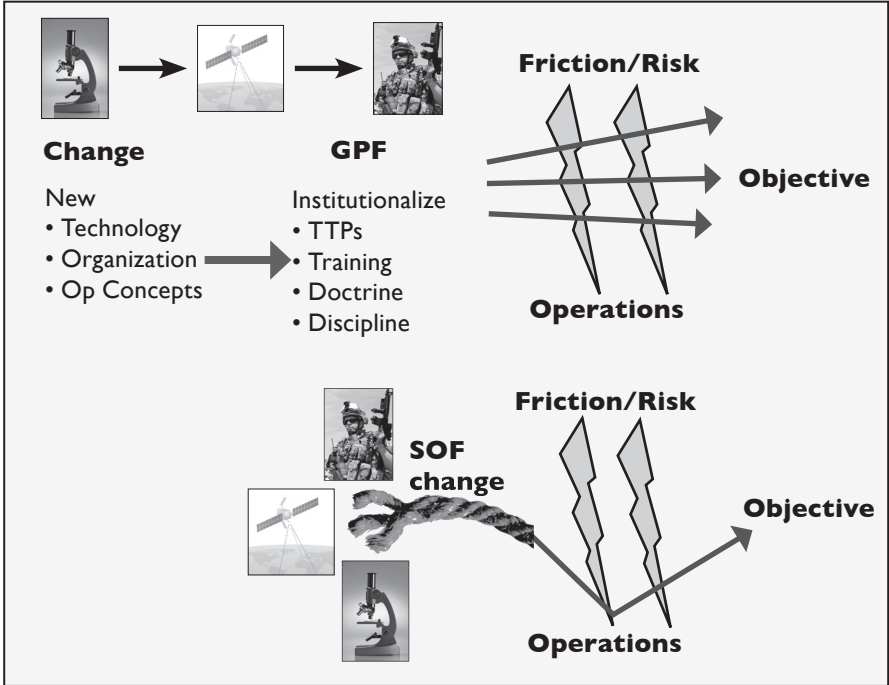 Change
New
• Technology
• Organization
• Op Concepts
GPF
Institutionalize
• TTPs
• Training
• Doctrine
• Discipline
Friction/Risk
Objective
Operations
SOF
change
Friction/Risk
Objective
Operations